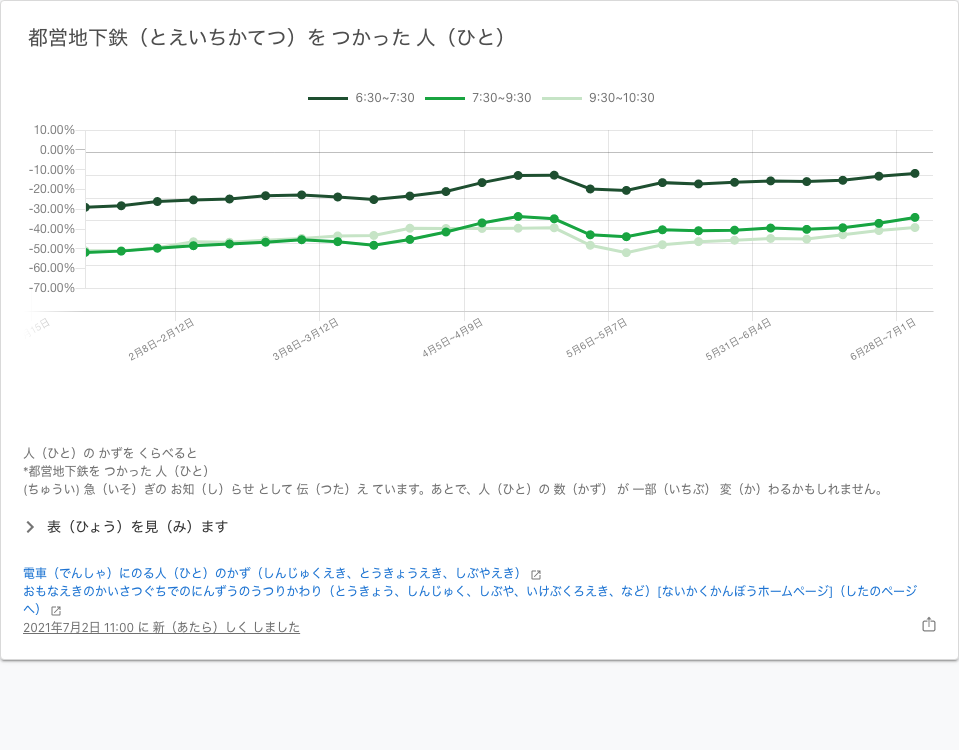 都営地下鉄（とえいちかてつ）を つかった 人（ひと）
6:30~7:30 7:30~9:30 9:30~10:30
10.00%
0.00%
-10.00%
-20.00%
-30.00%
-40.00%
-50.00%
-60.00%
-70.00%
15日 2月8日~2月12日 3月8日~3月12日 4月5日~4月9日 5月6日~5月7日 5月31日~6月4日 6月28日~7月1日
人（ひと）の かずを くらべると
*都営地下鉄を つかった 人（ひと）
(ちゅうい) 急（いそ）ぎの お知（し）らせ として 伝（つた）え ています。あとで、人（ひと）の 数（かず） が 一部（いちぶ） 変（か）わるかもしれません。
表（ひょう）を見（み）ます
電車（でんしゃ）にのる人（ひと）のかず（しんじゅくえき、とうきょうえき、しぶやえき）
おもなえきのかいさつぐちでのにんずうのうつりかわり（とうきょう、しんじゅく、しぶや、いけぶくろえき、など）[ないかくかんぼうホームページ]（したのページ
へ）
2021年7月2日 11:00 に 新（あたら）しく しました